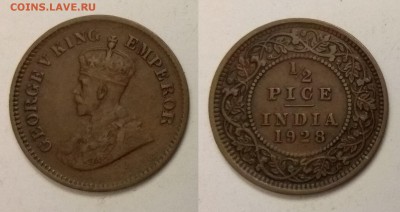 COINS.LAVE.RU
GEORGE V KING EMPEROR
1/2
PICE
INDIA
1928